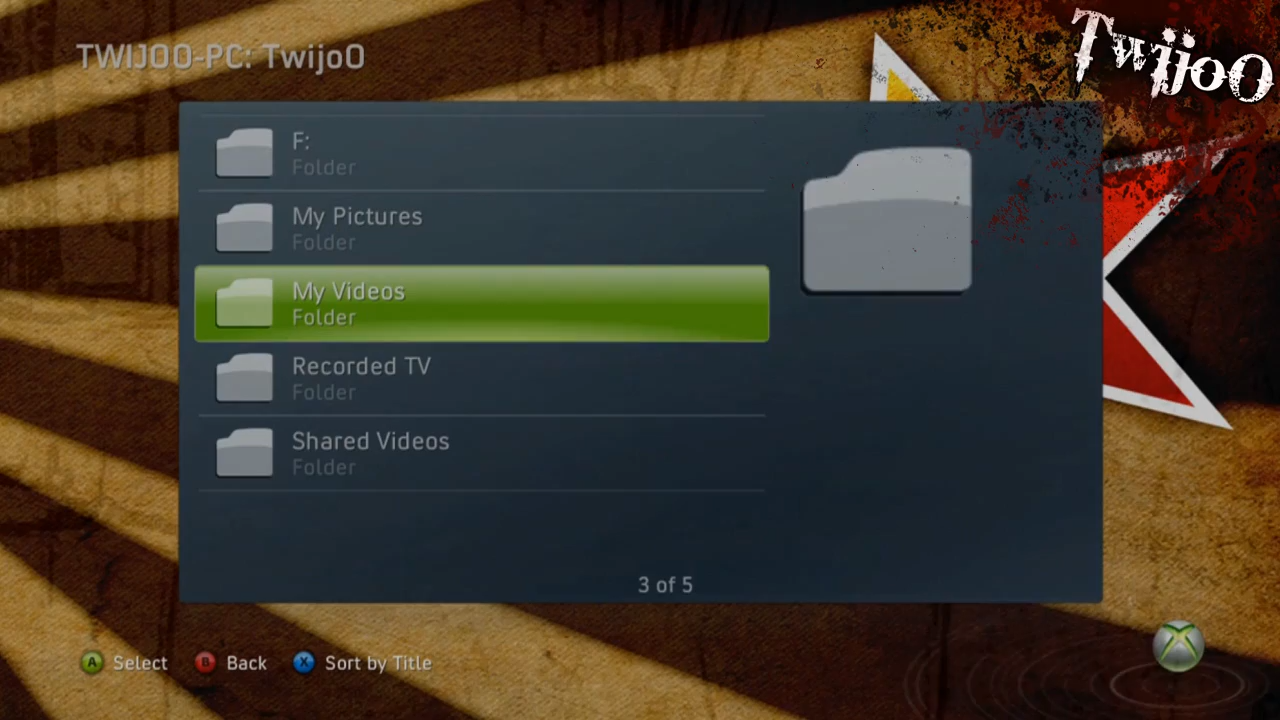 TWIJOO-PC: TwijoO
TwijoO
F:
Folder
My Pictures
Folder
My Videos
Folder
Recorded TV
Folder
Shared Videos
Folder
3 of 5
A Select B Back X Sort by Title